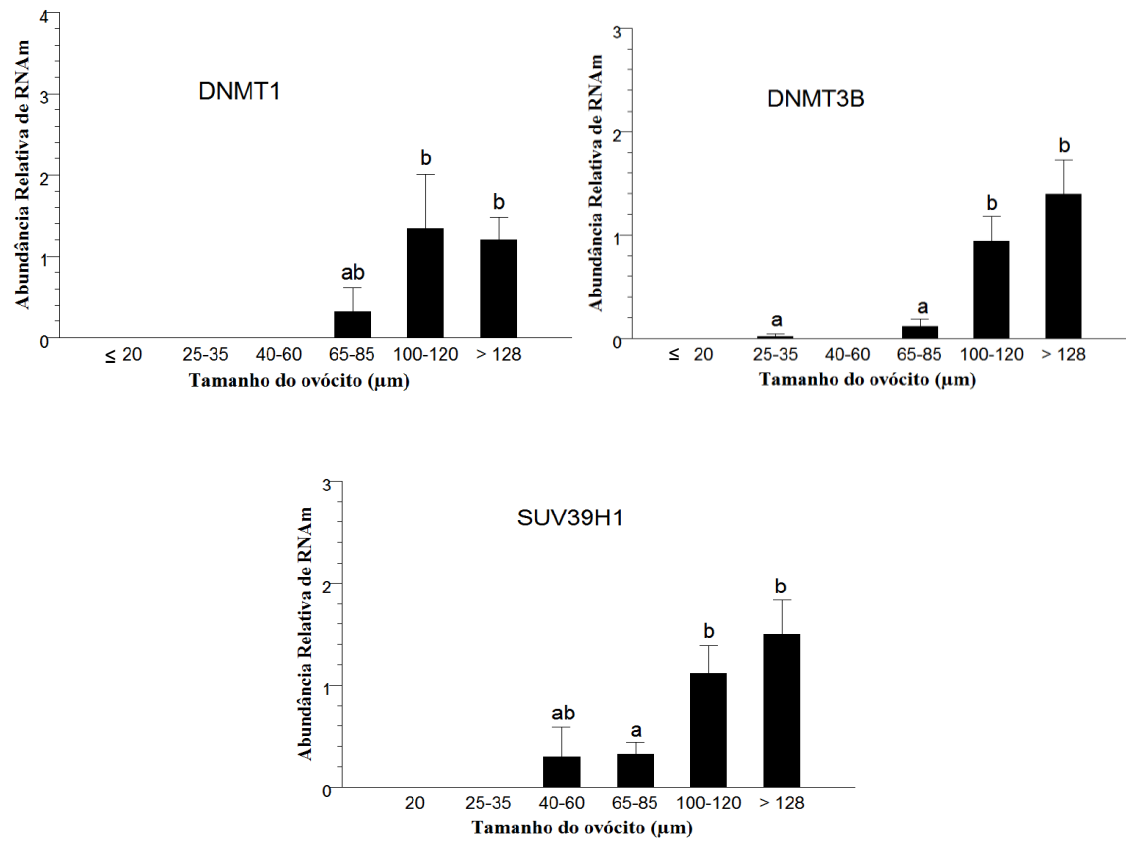 DNMT1
Abundância Relativa de RNAm
4
3
2
1
0
ab
b
b
≤ 20 25-35 40-60 65-85 100-120 > 128
Tamanho do ovócito (µm)
DNMT3B
Abundância Relativa de RNAm
3
2
1
0
a
a
b
b
≤ 20 25-35 40-60 65-85 100-120 > 128
Tamanho do ovócito (µm)
SUV39H1
Abundância Relativa de RNAm
3
2
1
0
ab
a
b
b
20 25-35 40-60 65-85 100-120 > 128
Tamanho do ovócito (µm)